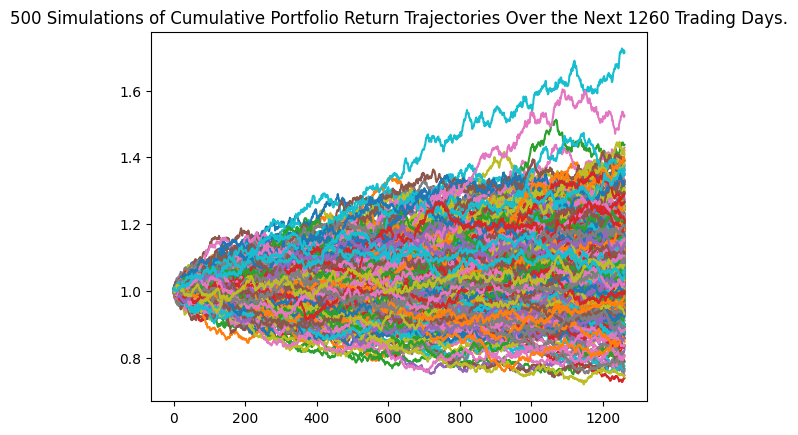 500 Simulations of Cumulative Portfolio Return Trajectories Over the Next 1260 Trading Days.
1.6
1.4
1.2
1.0
0.8
0 200 400 600 800 1000 1200